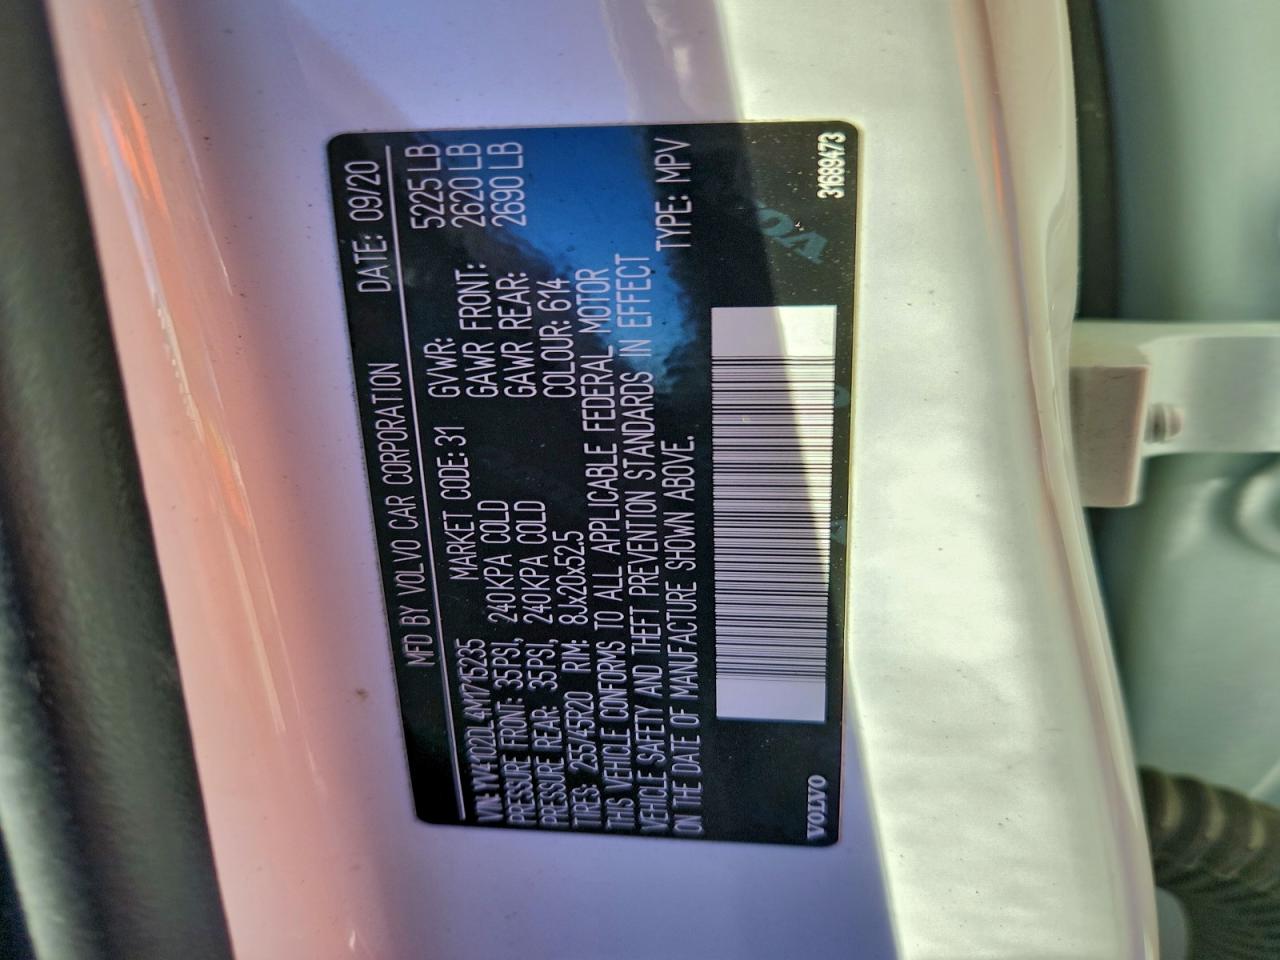 MFD BY VOLVO CAR CORPORATION DATE: 09/20
VIN: YV4102DL4M1715235 MARKET CODE: 31 GVWR: 5225 LB
PRESSURE FRONT: 35PSI, 240KPA COLD GAWR FRONT: 2620 LB
PRESSURE REAR: 35PSI, 240KPA COLD GAWR REAR: 2690 LB
TIRES: 235/45R20 RIM: 8Jx20x52.5 COLOUR: 614
THIS VEHICLE CONFORMS TO ALL APPLICABLE FEDERAL MOTOR
VEHICLE SAFETY AND THEFT PREVENTION STANDARDS IN EFFECT
ON THE DATE OF MANUFACTURE SHOWN ABOVE. TYPE: MPV
VOLVO 31689473